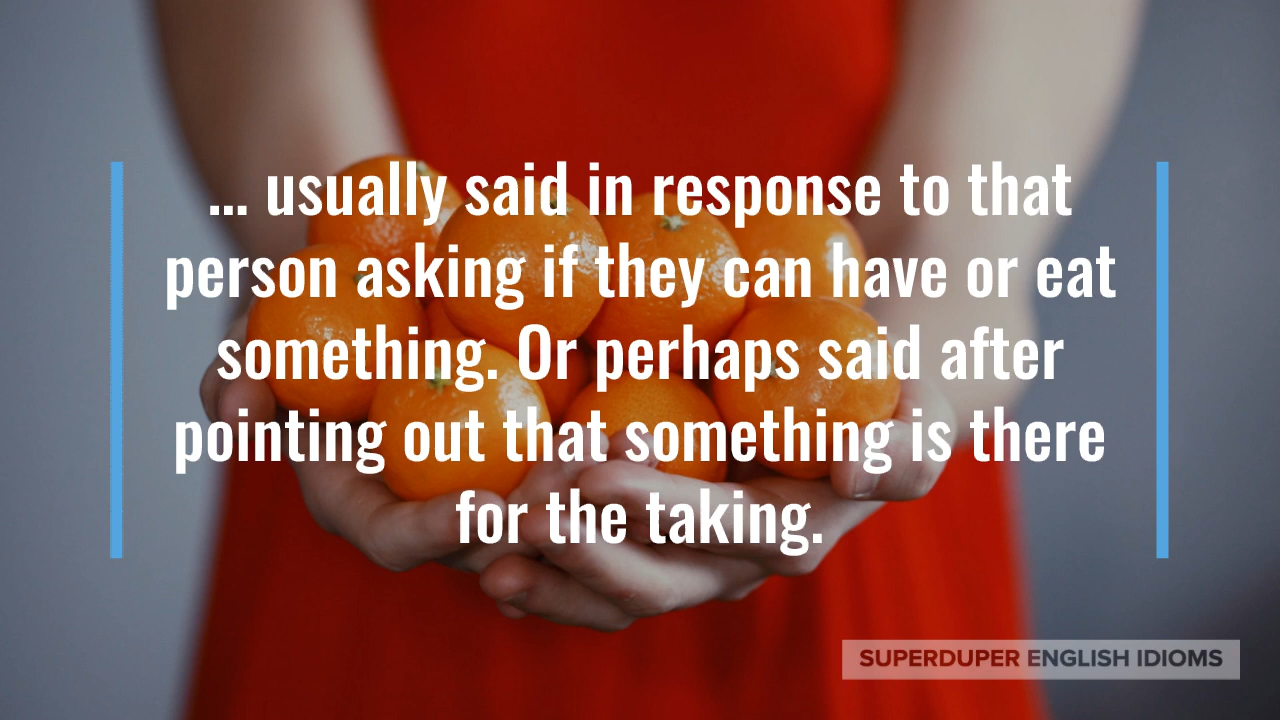 ... usually said in response to that
person asking if they can have or eat
something. Or perhaps said after
pointing out that something is there
for the taking.
SUPERDUPER ENGLISH IDIOMS